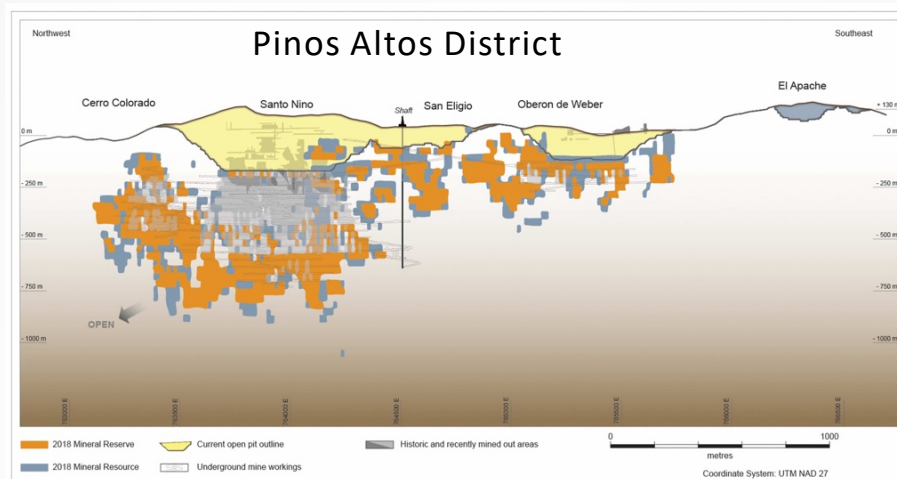 Pinos Altos District
Northwest
Southeast
Cerro Colorado
Santo Nino
Shaft
San Eligio
Oberon de Weber
El Apache
+ 130 m
0 m
0 m
- 250 m
- 250 m
- 500 m
- 500 m
- 750 m
- 750 m
- 1000 m
- 1000 m
OPEN
2018 Mineral Reserve
Current open pit outline
Historic and recently mined out areas
0
1000
metres
2018 Mineral Resource
Underground mine workings
Coordinate System: UTM NAD 27